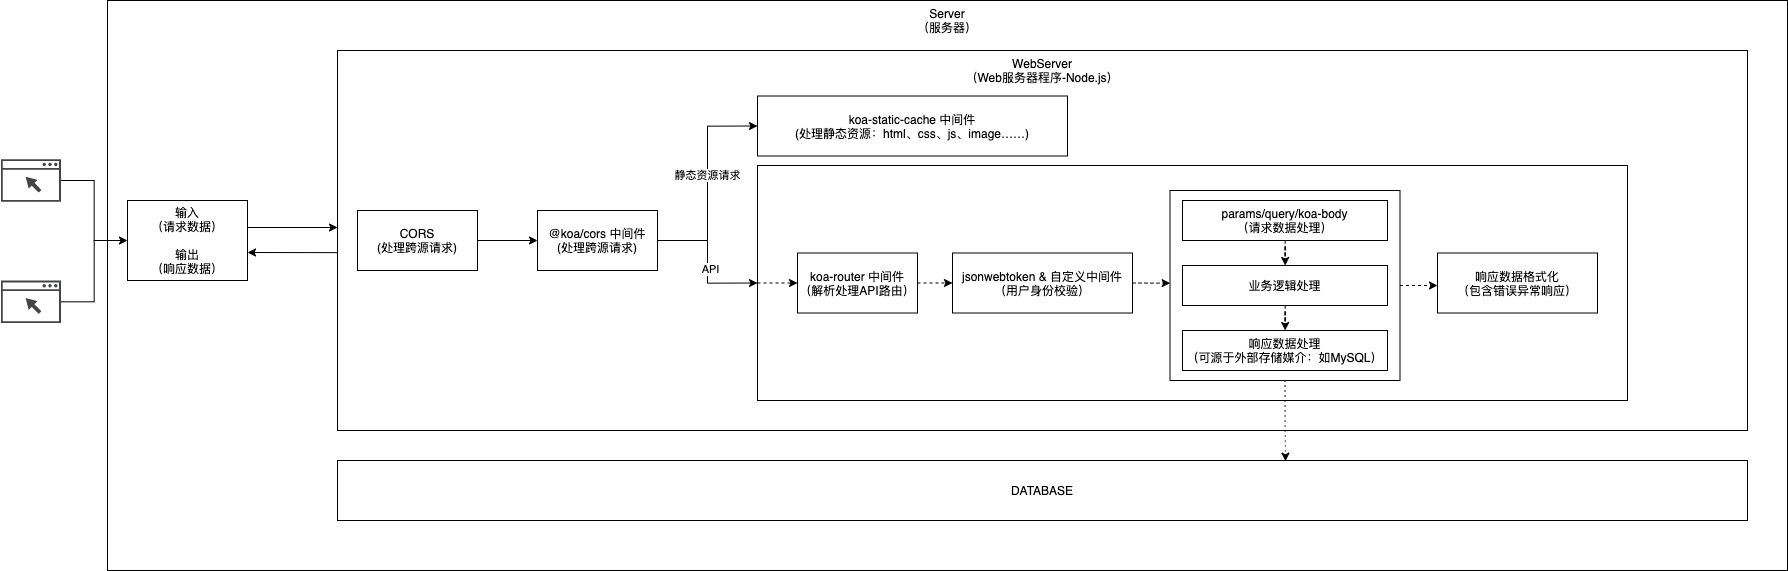 Server
（服务器）
WebServer
（Web服务器程序-Node.js）
koa-static-cache 中间件
（处理静态资源：html、css、js、image……）
静态资源请求
输入
（请求数据）
输出
（响应数据）
CORS
（处理跨源请求）
@koa/cors 中间件
（处理跨源请求）
API
koa-router 中间件
（解析处理API路由）
jsonwebtoken & 自定义中间件
（用户身份校验）
params/query/koa-body
（请求数据处理）
业务逻辑处理
响应数据处理
（可源于外部存储媒介：如MySQL）
响应数据格式化
（包含错误异常响应）
DATABASE